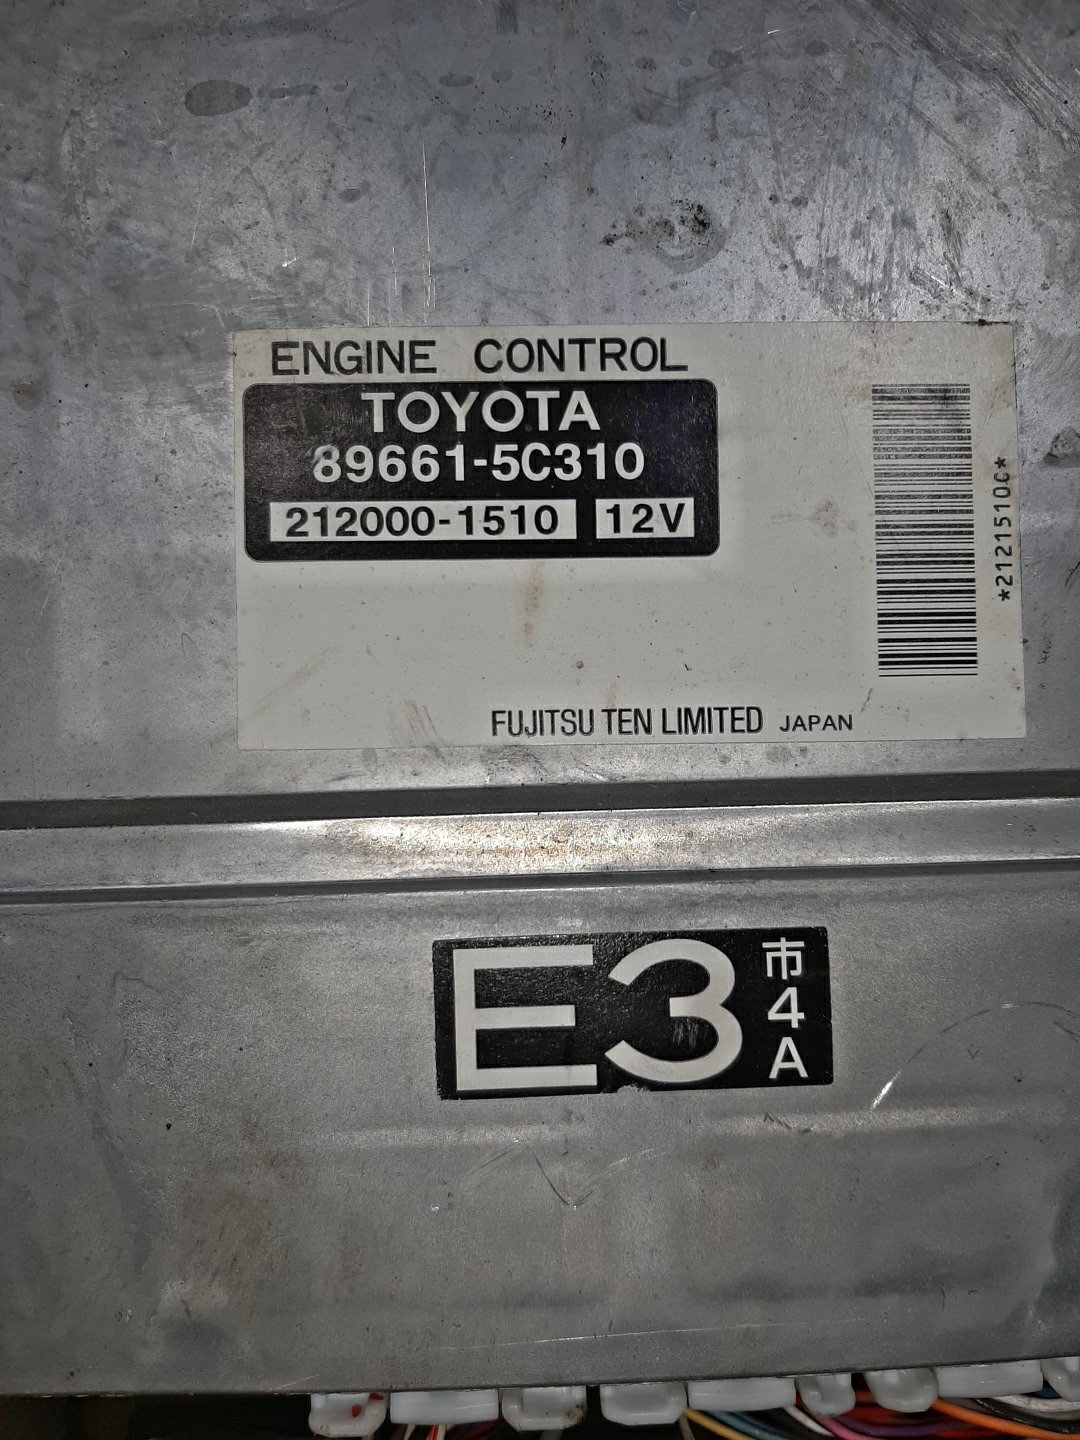 ENGINE CONTROL
TOYOTA
89661-5C310
212000-1510 12V
*2121510C*
FUJITSU TEN LIMITED JAPAN
E3
市
4
A